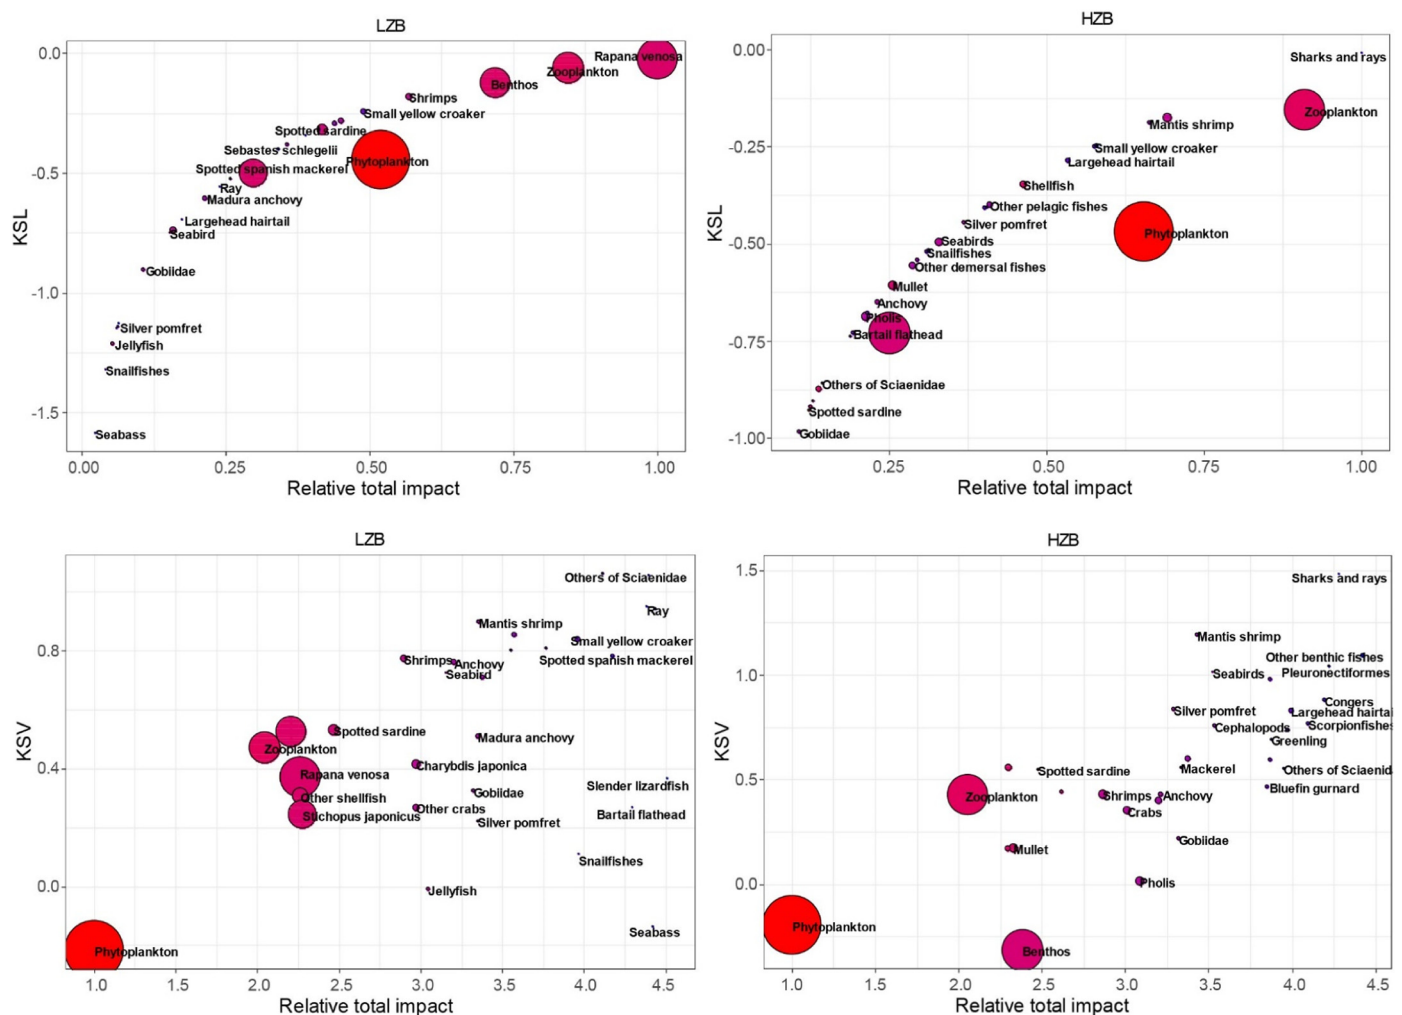 LZB
0.0
-0.5
-1.0
-1.5
KSL
Rapana venosa
Zooplankton
Benthos
Shrimps
Small yellow croaker
Spotted sardine
Sebastes schlegelii
Phytoplankton
Spotted spanish mackerel
Ray
Madura anchovy
Largehead hairtail
Seabird
Gobiidae
Silver pomfret
Jellyfish
Snailfishes
Seabass
0.00 0.25 0.50 0.75 1.00
Relative total impact
HZB
0.00
-0.25
-0.50
-0.75
-1.00
KSL
Sharks and rays
Zooplankton
Mantis shrimp
Small yellow croaker
Largehead hairtail
Shellfish
Other pelagic fishes
Silver pomfret
Phytoplankton
Seabirds
Snailfishes
Other demersal fishes
Mullet
Anchovy
Pholis
Bartail flathead
Others of Sciaenidae
Spotted sardine
Gobiidae
0.25 0.50 0.75 1.00
Relative total impact
LZB
0.8
0.4
0.0
KSV
Others of Sciaenidae
Ray
Mantis shrimp
Small yellow croaker
Shrimps
Anchovy
Spotted spanish mackerel
Seabird
Spotted sardine
Madura anchovy
Zooplankton
Charybdis japonica
Rapana venosa
Slender lizardfish
Gobiidae
Other shellfish
Other crabs
Bartail flathead
Stichopus japonicus
Silver pomfret
Snailfishes
Jellyfish
Seabass
Phytoplankton
1.0 1.5 2.0 2.5 3.0 3.5 4.0 4.5
Relative total impact
HZB
1.5
1.0
0.5
0.0
KSV
Sharks and rays
Mantis shrimp
Other benthic fishes
Seabirds
Pleuronectiformes
Congers
Silver pomfret
Largehead hairtai
Cephalopods
Scorpionfishes
Greenling
Spotted sardine
Mackerel
Others of Sciaenid
Bluefin gurnard
Zooplankton
Shrimps
Anchovy
Crabs
Gobiidae
Mullet
Pholis
Phytoplankton
Benthos
1.0 1.5 2.0 2.5 3.0 3.5 4.0 4.5
Relative total impact